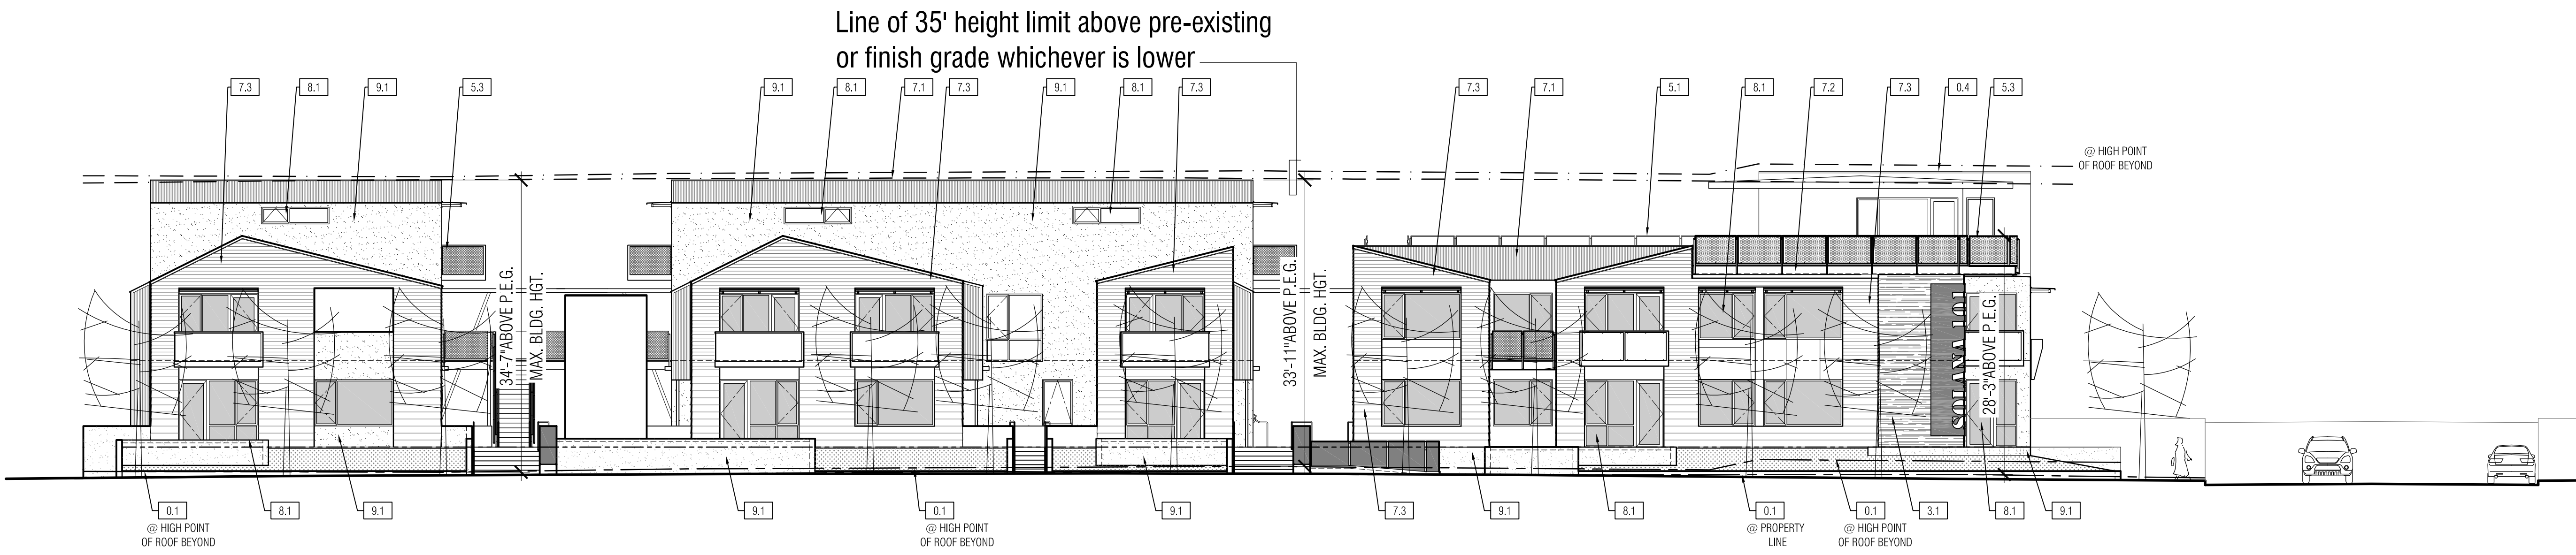 Line of 35' height limit above pre-existing
or finish grade whichever is lower
7.3
8.1
9.1
5.3
9.1
8.1
7.1
7.3
9.1
8.1
7.3
7.3
7.1
5.1
8.1
7.2
7.3
0.4
5.3
@ HIGH POINT
OF ROOF BEYOND
34'-7"ABOVE P.E.G.
MAX. BLDG. HGT.
33'-11"ABOVE P.E.G.
MAX. BLDG. HGT.
SOLANA 101
28'-3"ABOVE P.E.G.
0.1
@ HIGH POINT
OF ROOF BEYOND
8.1
9.1
9.1
0.1
@ HIGH POINT
OF ROOF BEYOND
9.1
7.3
9.1
8.1
0.1
@ PROPERTY
LINE
0.1
@ HIGH POINT
OF ROOF BEYOND
3.1
8.1
9.1